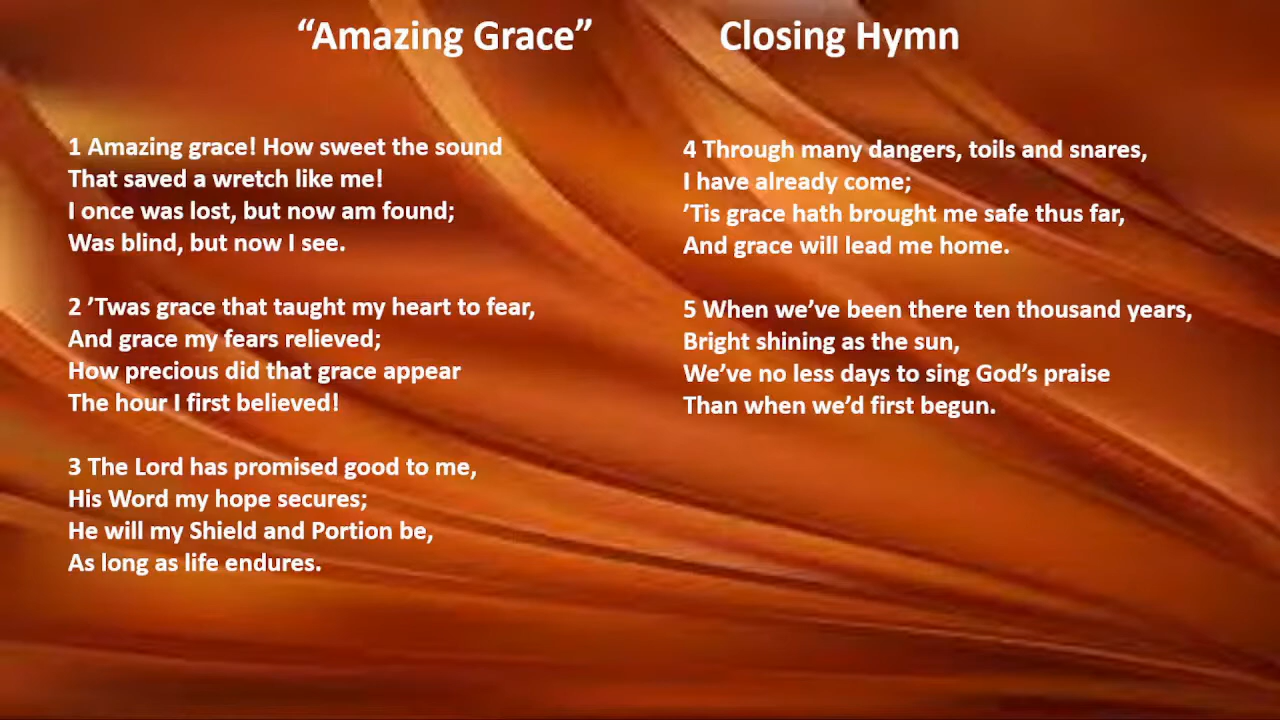 “Amazing Grace” Closing Hymn
1 Amazing grace! How sweet the sound
That saved a wretch like me!
I once was lost, but now am found;
Was blind, but now I see.
2 ’Twas grace that taught my heart to fear,
And grace my fears relieved;
How precious did that grace appear
The hour I first believed!
3 The Lord has promised good to me,
His Word my hope secures;
He will my Shield and Portion be,
As long as life endures.
4 Through many dangers, toils and snares,
I have already come;
’Tis grace hath brought me safe thus far,
And grace will lead me home.
5 When we’ve been there ten thousand years,
Bright shining as the sun,
We’ve no less days to sing God’s praise
Than when we’d first begun.